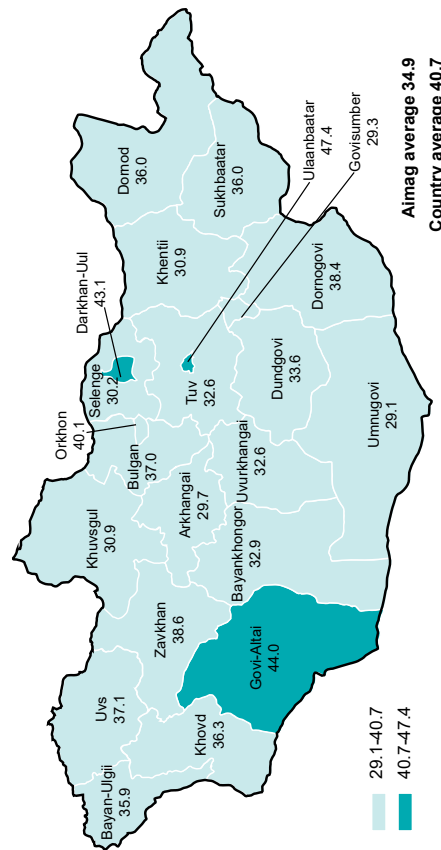 Bayan-Ulgii
35.9
Uvs
37.1
Khovd
36.3
Zavkhan
38.6
Govi-Altai
44.0
Khuvsgul
30.9
Arkhangai
29.7
Bayankhongor
32.9
Orkhon
40.1
Bulgan
37.0
Uvurkhangai
32.6
Selenge
30.2
Darkhan-Uul
43.1
Tuv
32.6
Dundgovi
33.6
Umnugovi
29.1
Khentii
30.9
Dornod
36.0
Sukhbaatar
36.0
Ulaanbaatar
47.4
Govisumber
29.3
Dornogovi
38.4
29.1-40.7
40.7-47.4
Aimag average 34.9
Country average 40.7